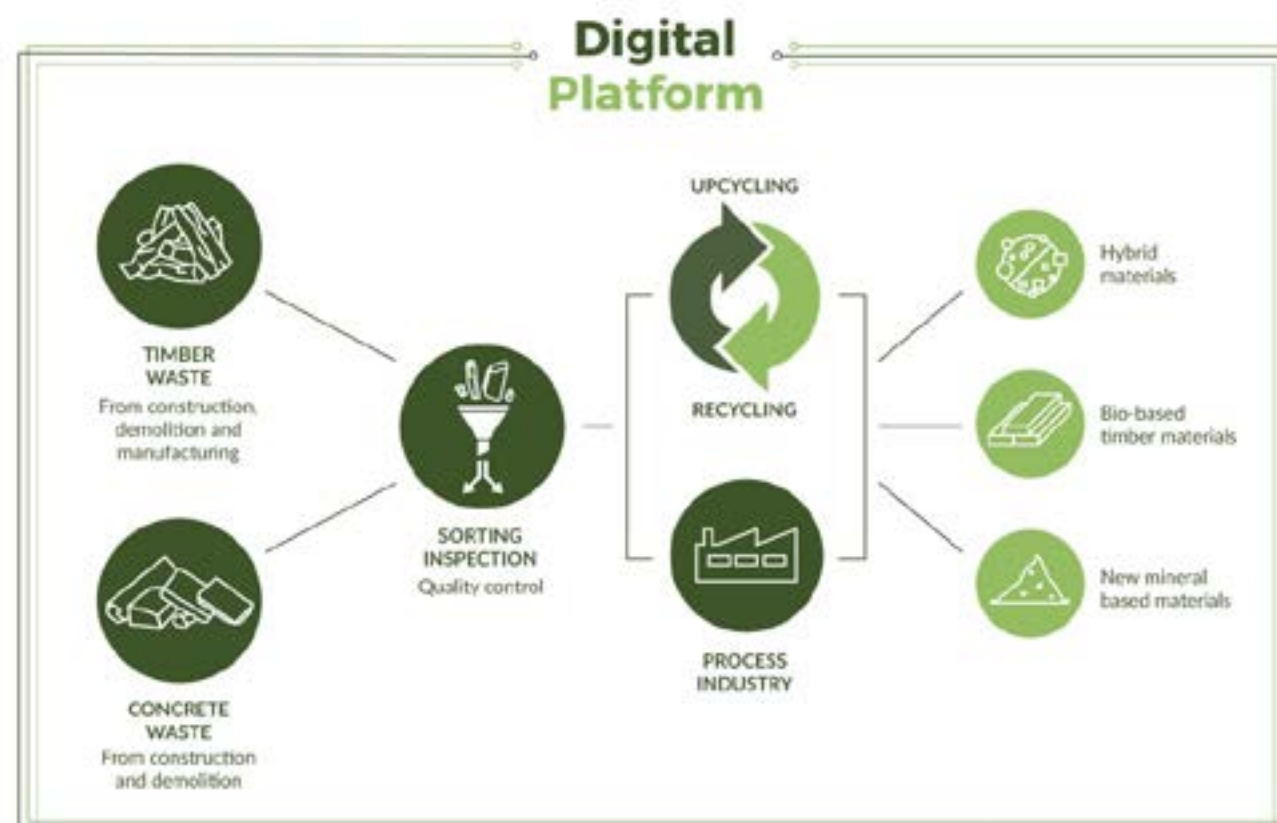 Digital
Platform
TIMBER
WASTE
From construction,
demolition and
manufacturing
CONCRETE
WASTE
From construction
and demolition
SORTING
INSPECTION
Quality control
UPCYCLING
RECYCLING
PROCESS
INDUSTRY
Hybrid
materials
Bio-based
timber materials
New mineral
based materials